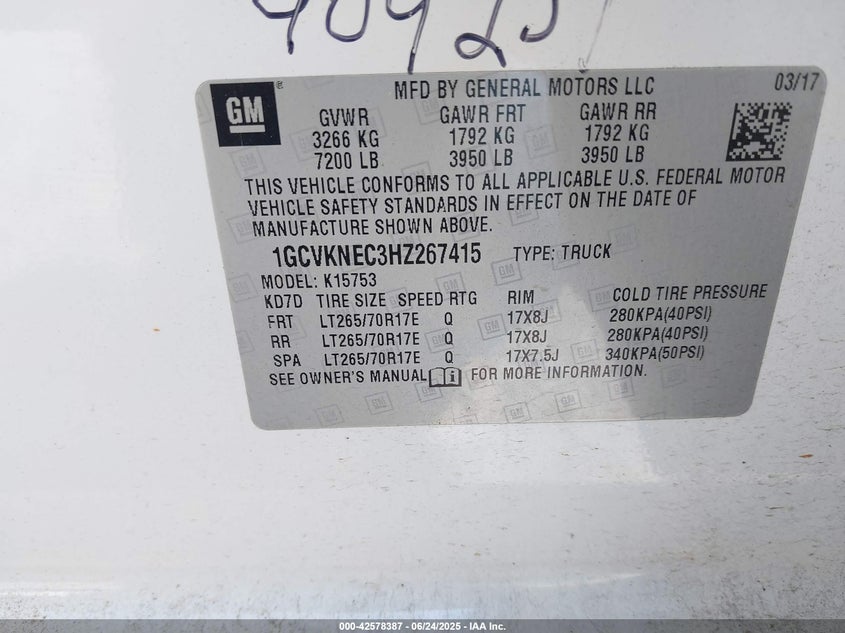 MFD BY GENERAL MOTORS LLC 03/17
GM ®
GVWR GAWR FRT GAWR RR
3266 KG 1792 KG 1792 KG
7200 LB 3950 LB 3950 LB
THIS VEHICLE CONFORMS TO ALL APPLICABLE U.S. FEDERAL MOTOR
VEHICLE SAFETY STANDARDS IN EFFECT ON THE DATE OF
MANUFACTURE SHOWN ABOVE.
1GCVKNEC3HZ267415 TYPE: TRUCK
MODEL: K15753
KD7D TIRE SIZE SPEED RTG RIM COLD TIRE PRESSURE
FRT LT265/70R17E Q 17X8J 280KPA(40PSI)
RR LT265/70R17E Q 17X8J 280KPA(40PSI)
SPA LT265/70R17E Q 17X7.5J 340KPA(50PSI)
SEE OWNER'S MANUAL i FOR MORE INFORMATION.
000-42578387 - 06/24/2025 - IAA Inc.